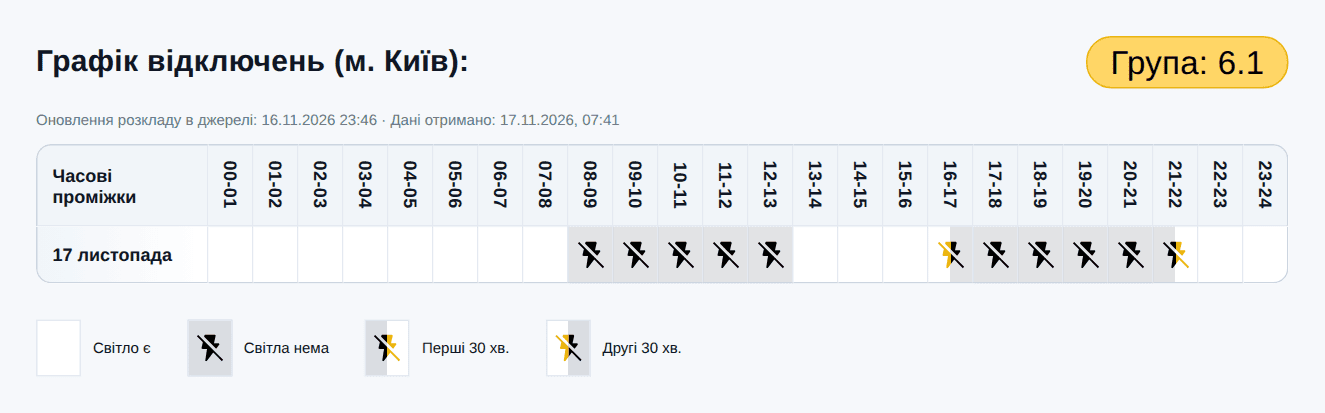 Графік відключень (м. Київ):
Група: 6.1
Оновлення розкладу в джерелі: 16.11.2026 23:46 · Дані отримано: 17.11.2026, 07:41
Часові
проміжки
00-01
01-02
02-03
03-04
04-05
05-06
06-07
07-08
08-09
09-10
10-11
11-12
12-13
13-14
14-15
15-16
16-17
17-18
18-19
19-20
20-21
21-22
22-23
23-24
17 листопада
Світло є
Світла нема
Перші 30 хв.
Другі 30 хв.